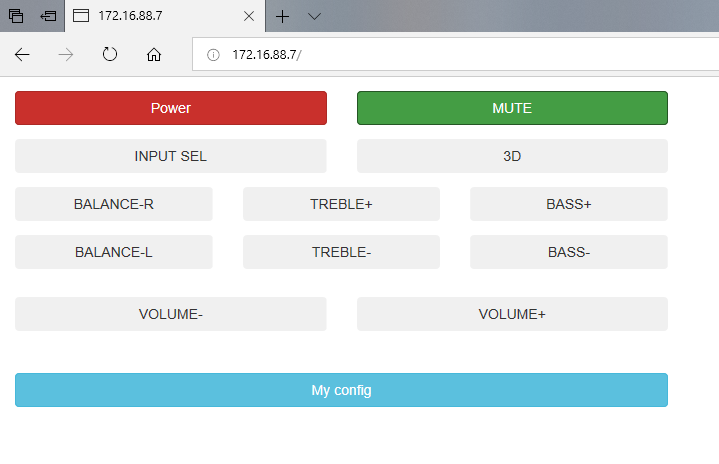 172.16.88.7
172.16.88.7/
Power MUTE
INPUT SEL 3D
BALANCE-R TREBLE+ BASS+
BALANCE-L TREBLE- BASS-
VOLUME- VOLUME+
My config